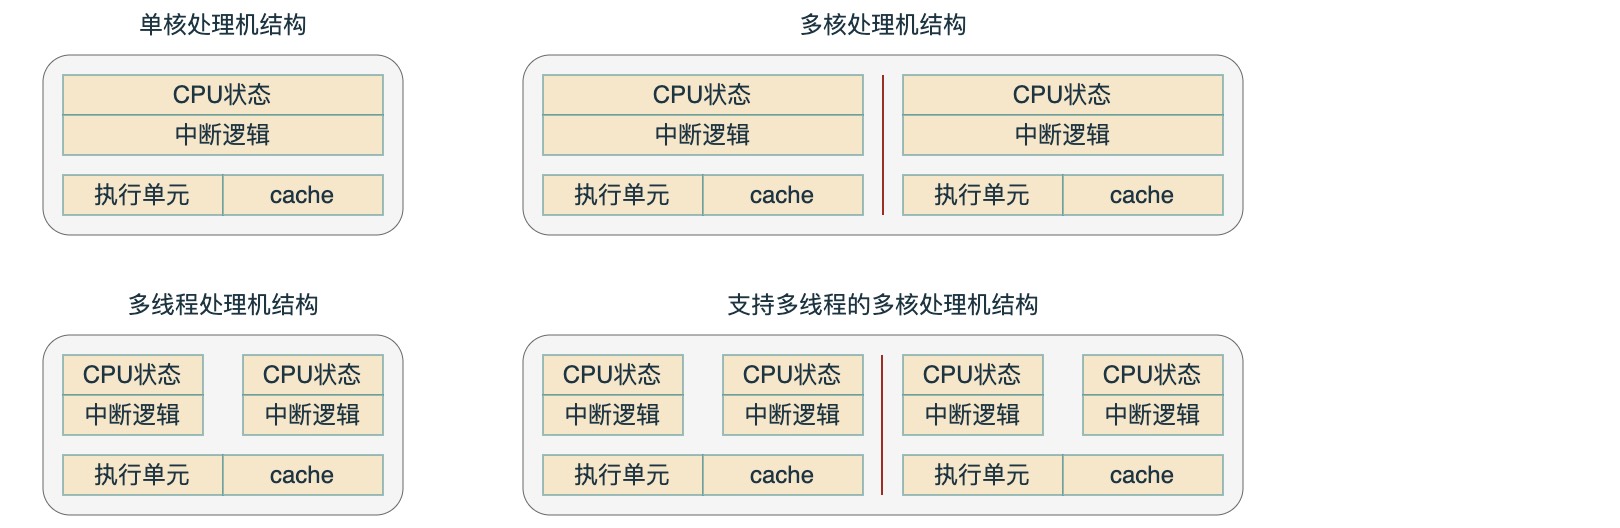 单核处理机结构
CPU状态
中断逻辑
执行单元 cache
多核处理机结构
CPU状态 CPU状态
中断逻辑 中断逻辑
执行单元 cache 执行单元 cache
多线程处理机结构
CPU状态 CPU状态
中断逻辑 中断逻辑
执行单元 cache
支持多线程的多核处理机结构
CPU状态 CPU状态 CPU状态 CPU状态
中断逻辑 中断逻辑 中断逻辑 中断逻辑
执行单元 cache 执行单元 cache